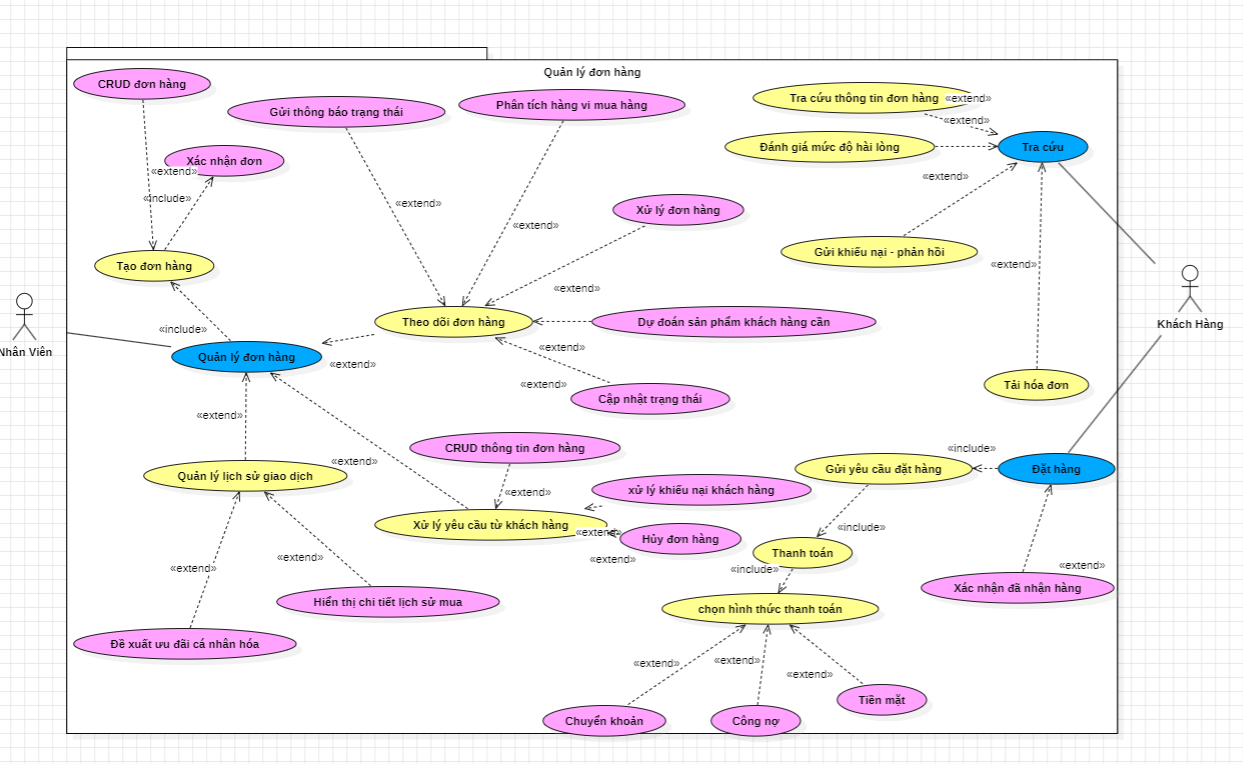 Quản lý đơn hàng
CRUD đơn hàng
Gửi thông báo trạng thái
Phân tích hàng vi mua hàng
Tra cứu thông tin đơn hàng
«extend»
«extend»
Đánh giá mức độ hài lòng
Tra cứu
Xác nhận đơn
«extend»
«include»
«extend»
«extend»
«extend»
Xử lý đơn hàng
Gửi khiếu nại - phản hồi
«extend»
Tạo đơn hàng
«extend»
Khách Hàng
Theo dõi đơn hàng
Dự đoán sản phẩm khách hàng cần
«include»
Nhân Viên
Quản lý đơn hàng
«extend»
«extend»
«extend»
Cập nhật trạng thái
Tải hóa đơn
«extend»
CRUD thông tin đơn hàng
«include»
«extend»
Gửi yêu cầu đặt hàng
Đặt hàng
Quản lý lịch sử giao dịch
«extend»
xử lý khiếu nại khách hàng
Xử lý yêu cầu từ khách hàng
«extend»
Hủy đơn hàng
«include»
Thanh toán
«extend»
«extend»
«extend»
«include»
«extend»
Xác nhận đã nhận hàng
Hiển thị chi tiết lịch sử mua
chọn hình thức thanh toán
Đề xuất ưu đãi cá nhân hóa
«extend»
«extend»
«extend»
Tiền mặt
Chuyển khoản
Công nợ